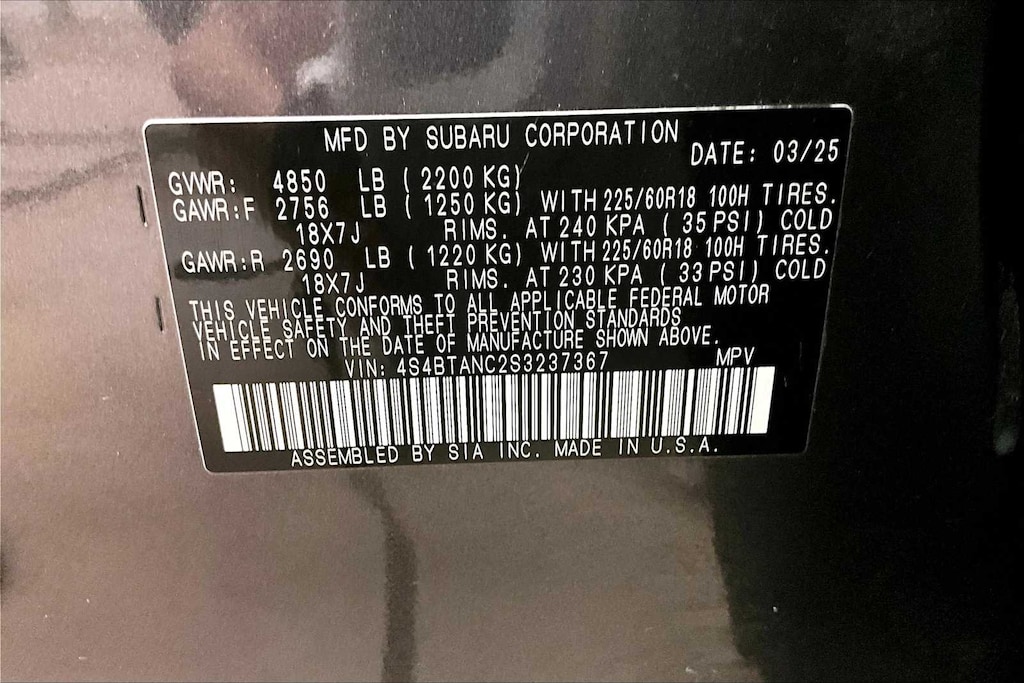 MFD BY SUBARU CORPORATION
DATE: 03/25
GVWR: 4850 LB ( 2200 KG)
GAWR:F 2756 LB ( 1250 KG) WITH 225/60R18 100H TIRES.
18X7J RIMS. AT 240 KPA ( 35 PSI) COLD
GAWR:R 2690 LB ( 1220 KG) WITH 225/60R18 100H TIRES.
18X7J RIMS. AT 230 KPA ( 33 PSI) COLD
THIS VEHICLE CONFORMS TO ALL APPLICABLE FEDERAL MOTOR
VEHICLE SAFETY AND THEFT PREVENTION STANDARDS
IN EFFECT ON THE DATE OF MANUFACTURE SHOWN ABOVE.
VIN: 4S4BTANC2S3237367 MPV
ASSEMBLED BY SIA INC. MADE IN U.S.A.